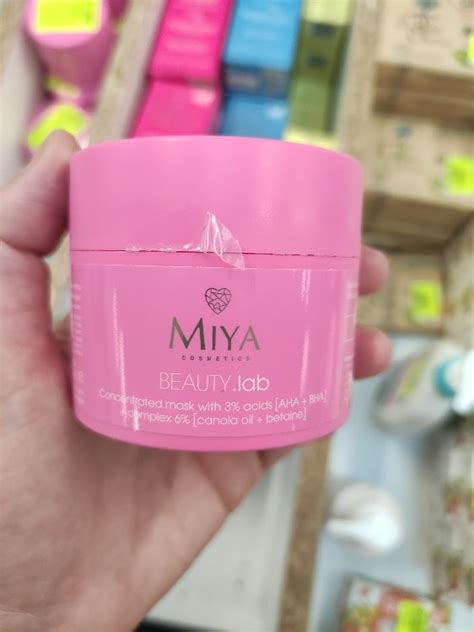 MIYA
COSMETICS
BEAUTY.lab
Concentrated mask with 3% acids [AHA + BHA]
+complex 6% [canola oil + betaine]